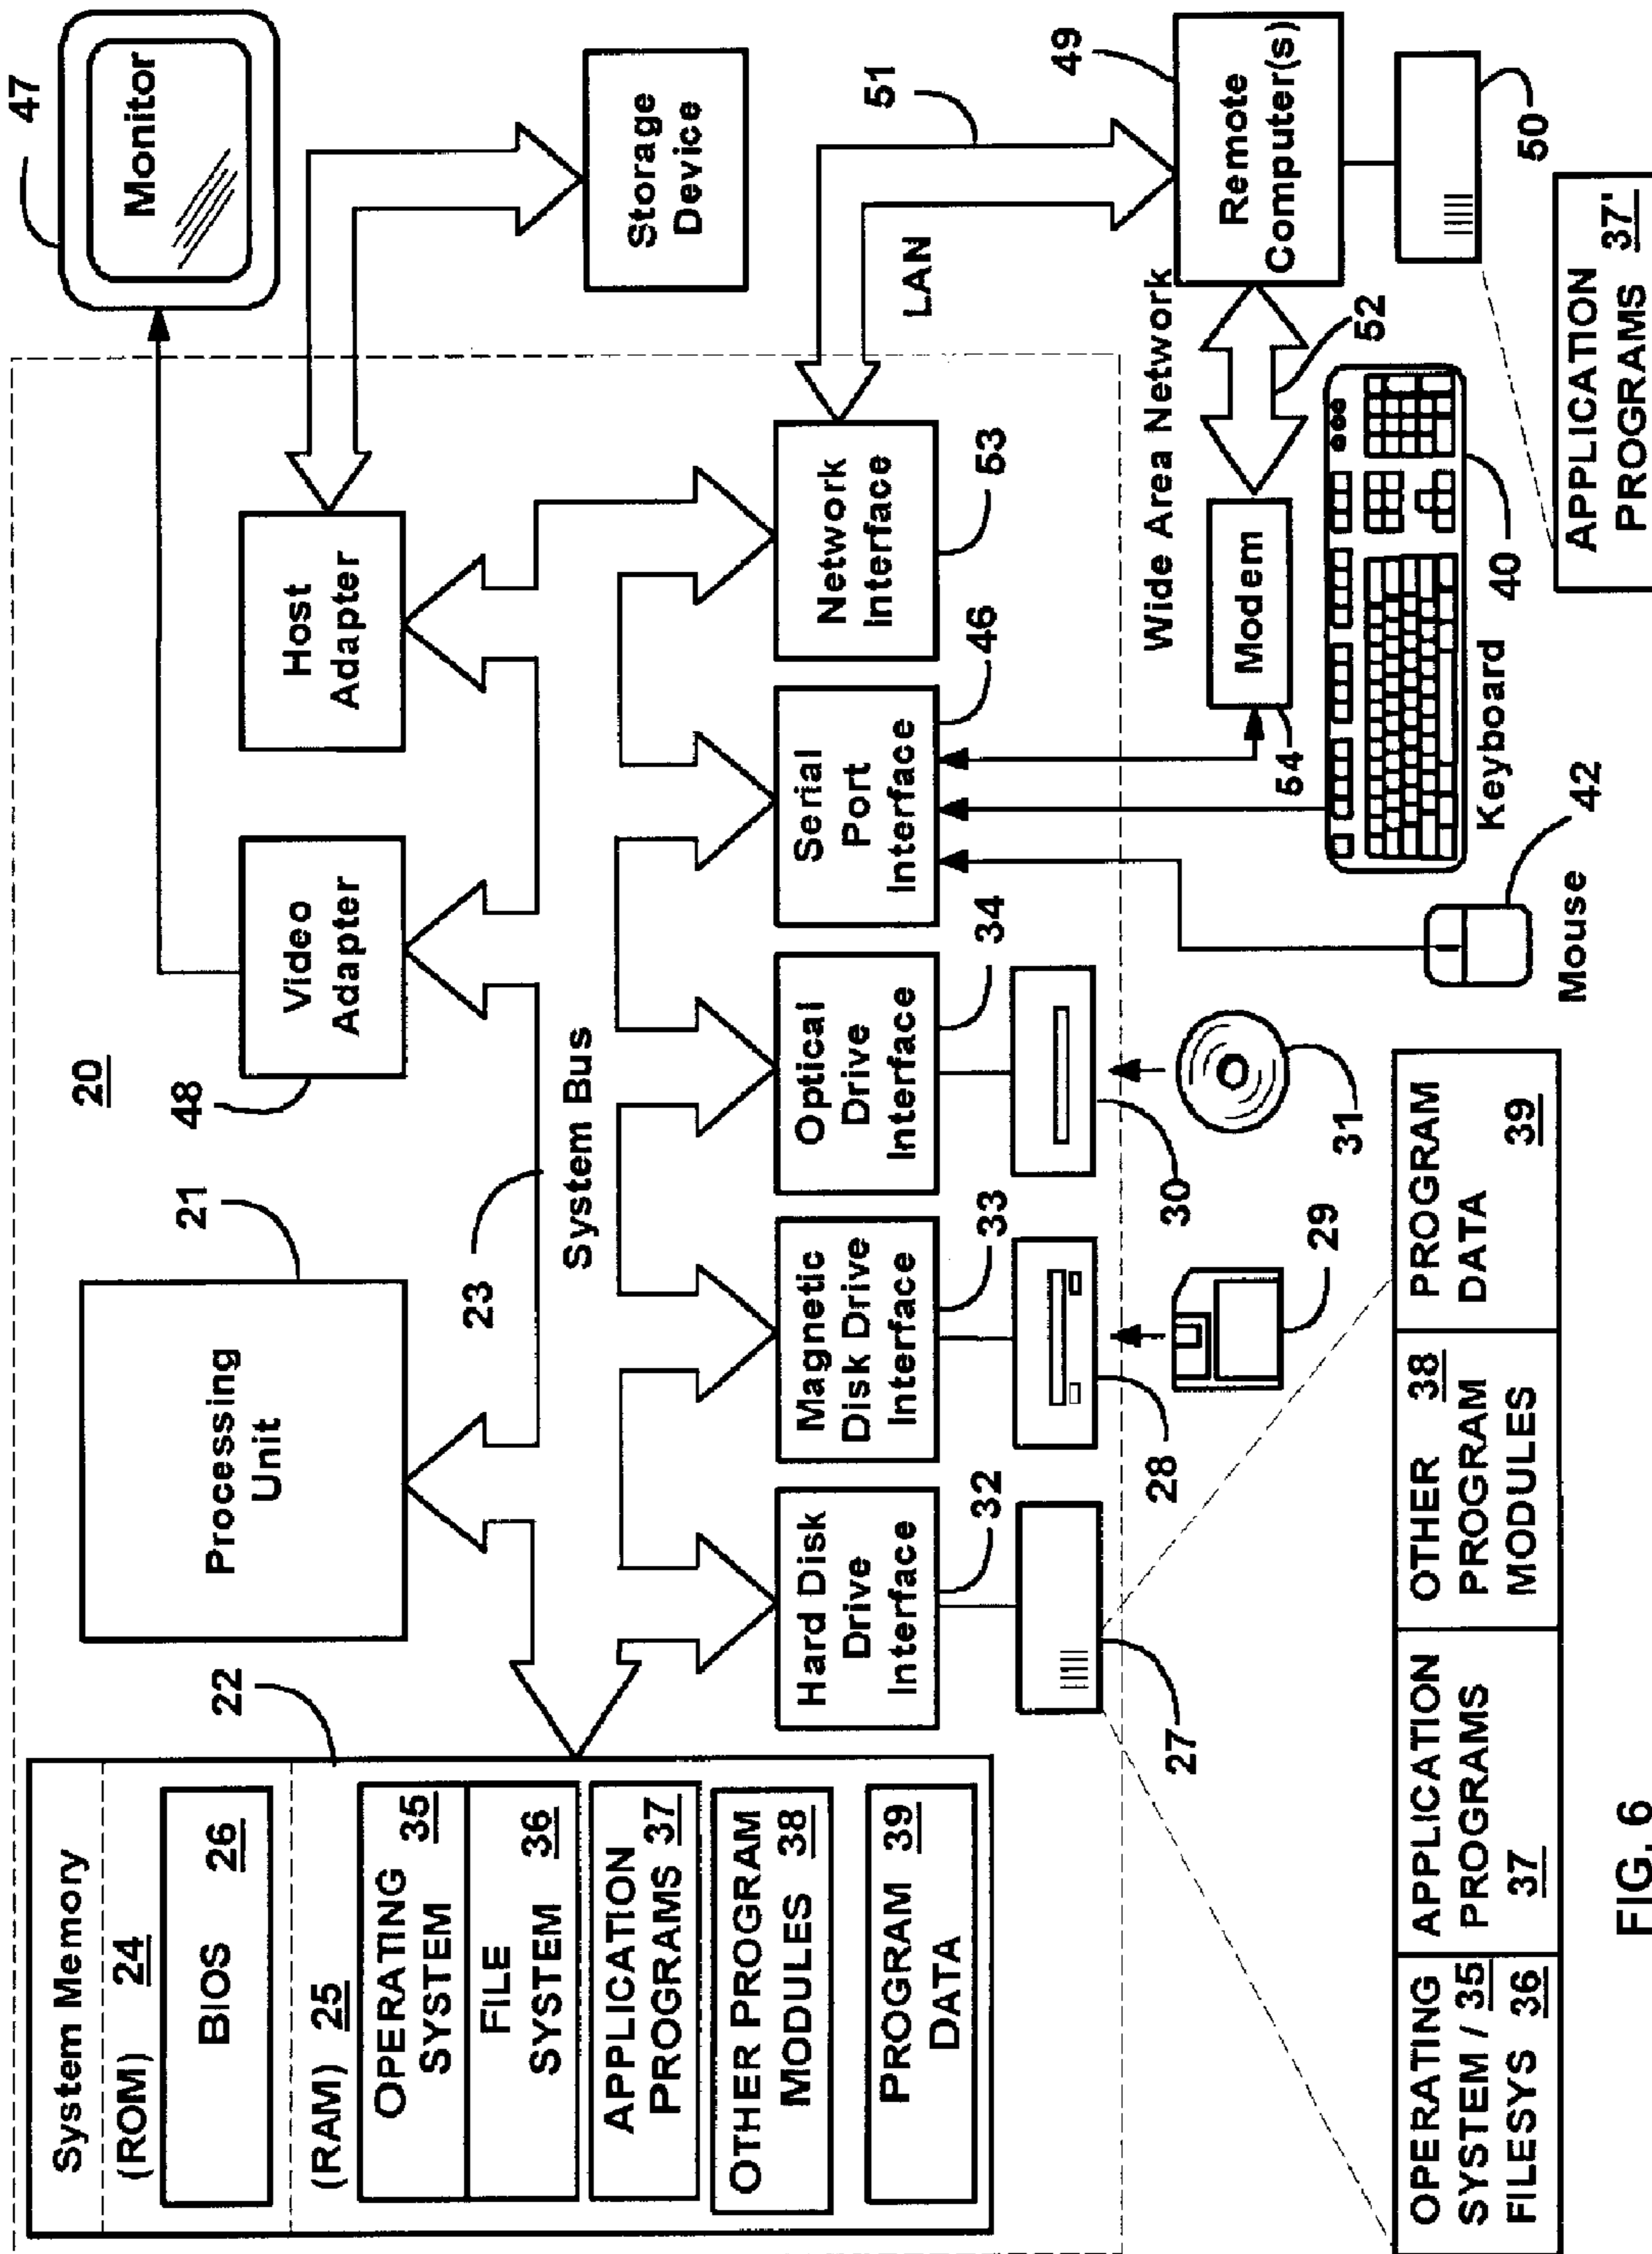 System Memory
(ROM) 24
BIOS 26
(RAM) 25
OPERATING
SYSTEM 35
FILE
SYSTEM 36
APPLICATION
PROGRAMS 37
OTHER PROGRAM
MODULES 38
PROGRAM 39
DATA
22
Processing
Unit
21
20
48
Video
Adapter
Host
Adapter
47
Monitor
Storage
Device
23
System Bus
Hard Disk
Drive
Interface
32
Magnetic
Disk Drive
Interface
33
Optical
Drive
Interface
34
Serial
Port
Interface
46
Network
Interface
53
LAN
51
49
Remote
Computer(s)
Wide Area Network
52
Modem
54
27
28
29
30
31
Mouse
42
Keyboard
40
50
OPERATING
SYSTEM / 35
FILESYS 36
APPLICATION
PROGRAMS
37
OTHER 38
PROGRAM
MODULES
PROGRAM
DATA
39
APPLICATION
PROGRAMS 37'
FIG. 6